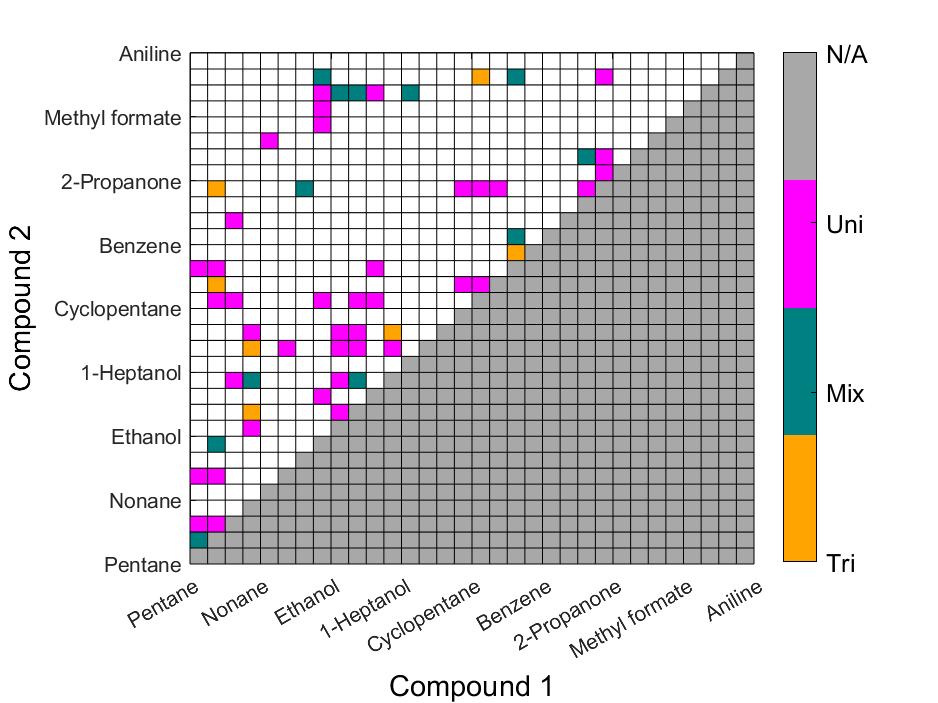 Compound 2
Aniline
Methyl formate
2-Propanone
Benzene
Cyclopentane
1-Heptanol
Ethanol
Nonane
Pentane
N/A
Uni
Mix
Tri
Pentane
Nonane
Ethanol
1-Heptanol
Cyclopentane
Benzene
2-Propanone
Methyl formate
Aniline
Compound 1